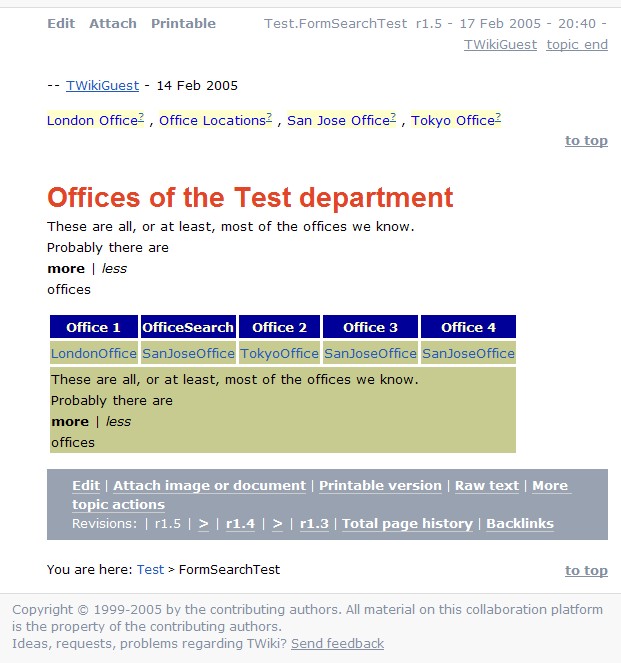 Edit Attach Printable Test.FormSearchTest r1.5 - 17 Feb 2005 - 20:40 -
TWikiGuest topic end
-- TWikiGuest - 14 Feb 2005
London Office? , Office Locations? , San Jose Office? , Tokyo Office?
to top
Offices of the Test department
These are all, or at least, most of the offices we know.
Probably there are
more | less
offices
Office 1 OfficeSearch Office 2 Office 3 Office 4
LondonOffice SanJoseOffice TokyoOffice SanJoseOffice SanJoseOffice
These are all, or at least, most of the offices we know.
Probably there are
more | less
offices
Edit | Attach image or document | Printable version | Raw text | More
topic actions
Revisions: | r1.5 | > | r1.4 | > | r1.3 | Total page history | Backlinks
You are here: Test > FormSearchTest to top
Copyright © 1999-2005 by the contributing authors. All material on this collaboration platform
is the property of the contributing authors.
Ideas, requests, problems regarding TWiki? Send feedback